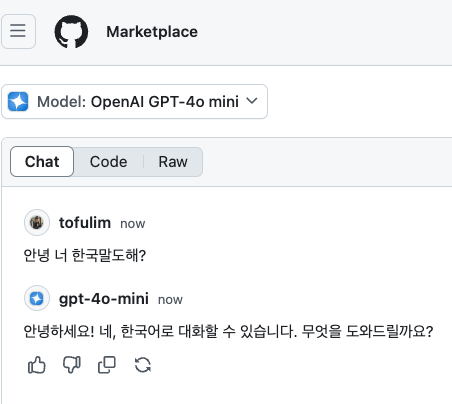 Marketplace
Model: OpenAI GPT-4o mini
Chat Code Raw
tofulim now
안녕 너 한국말도해?
gpt-4o-mini now
안녕하세요! 네, 한국어로 대화할 수 있습니다. 무엇을 도와드릴까요?